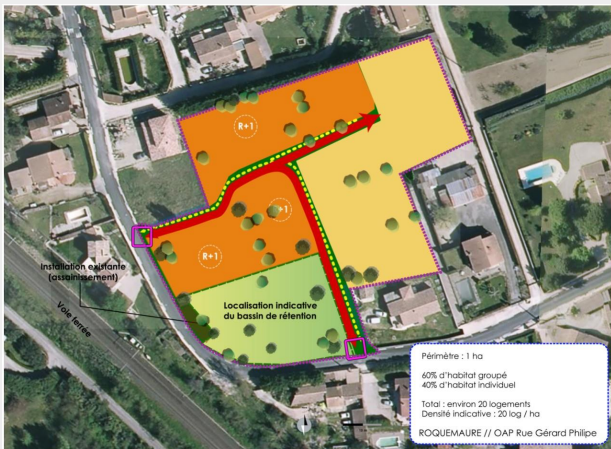 R+1
+1
R+1
Installation existante
(assainissement)
Voie ferrée
Localisation indicative
du bassin de rétention
Périmètre : 1 ha
60% d'habitat groupé
40% d'habitat individuel
Total : environ 20 logements
Densité indicative : 20 log / ha
ROQUEMAURE // OAP Rue Gérard Philipe